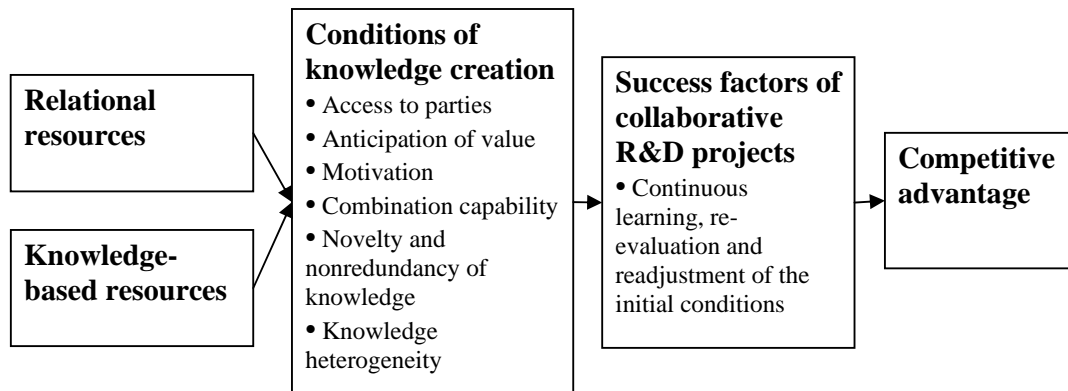 Relational
resources
Knowledge-
based resources
Conditions of
knowledge creation
• Access to parties
• Anticipation of value
• Motivation
• Combination capability
• Novelty and
nonredundancy of
knowledge
• Knowledge
heterogeneity
Success factors of
collaborative
R&D projects
• Continuous
learning, re-
evaluation and
readjustment of the
initial conditions
Competitive
advantage